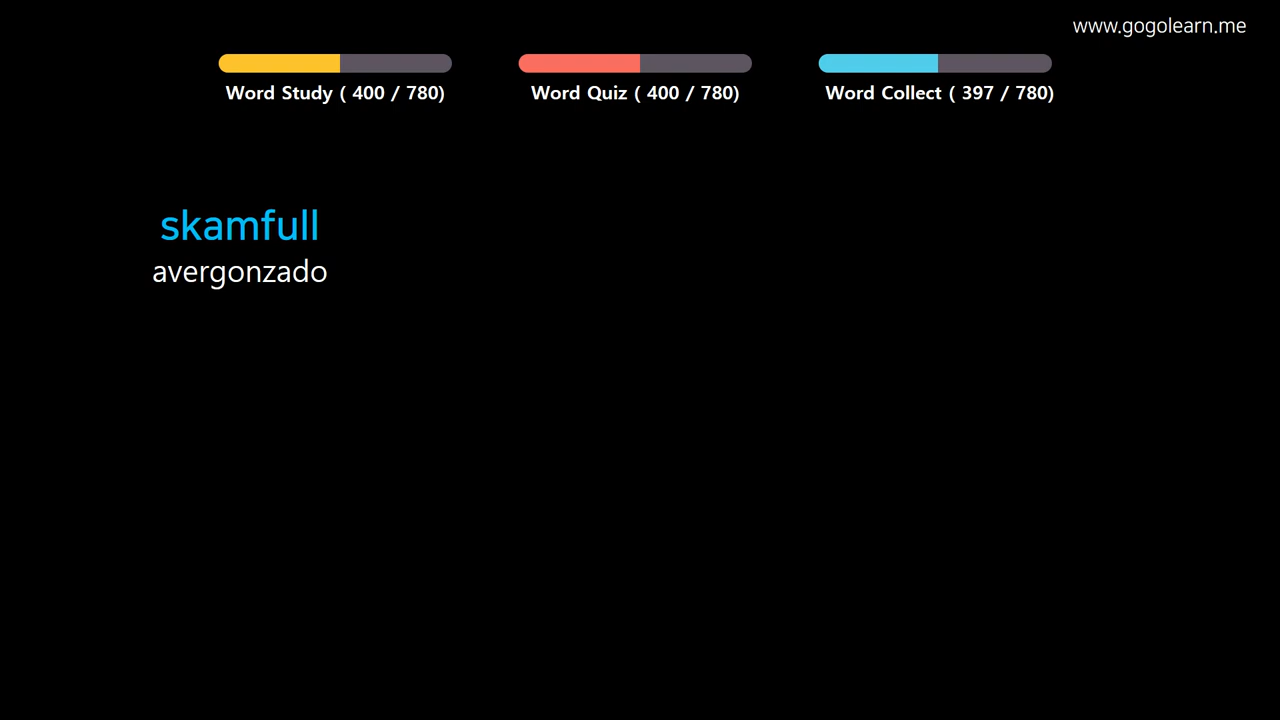 www.gogolearn.me
Word Study ( 400 / 780)
Word Quiz ( 400 / 780)
Word Collect ( 397 / 780)
skamfull
avergonzado